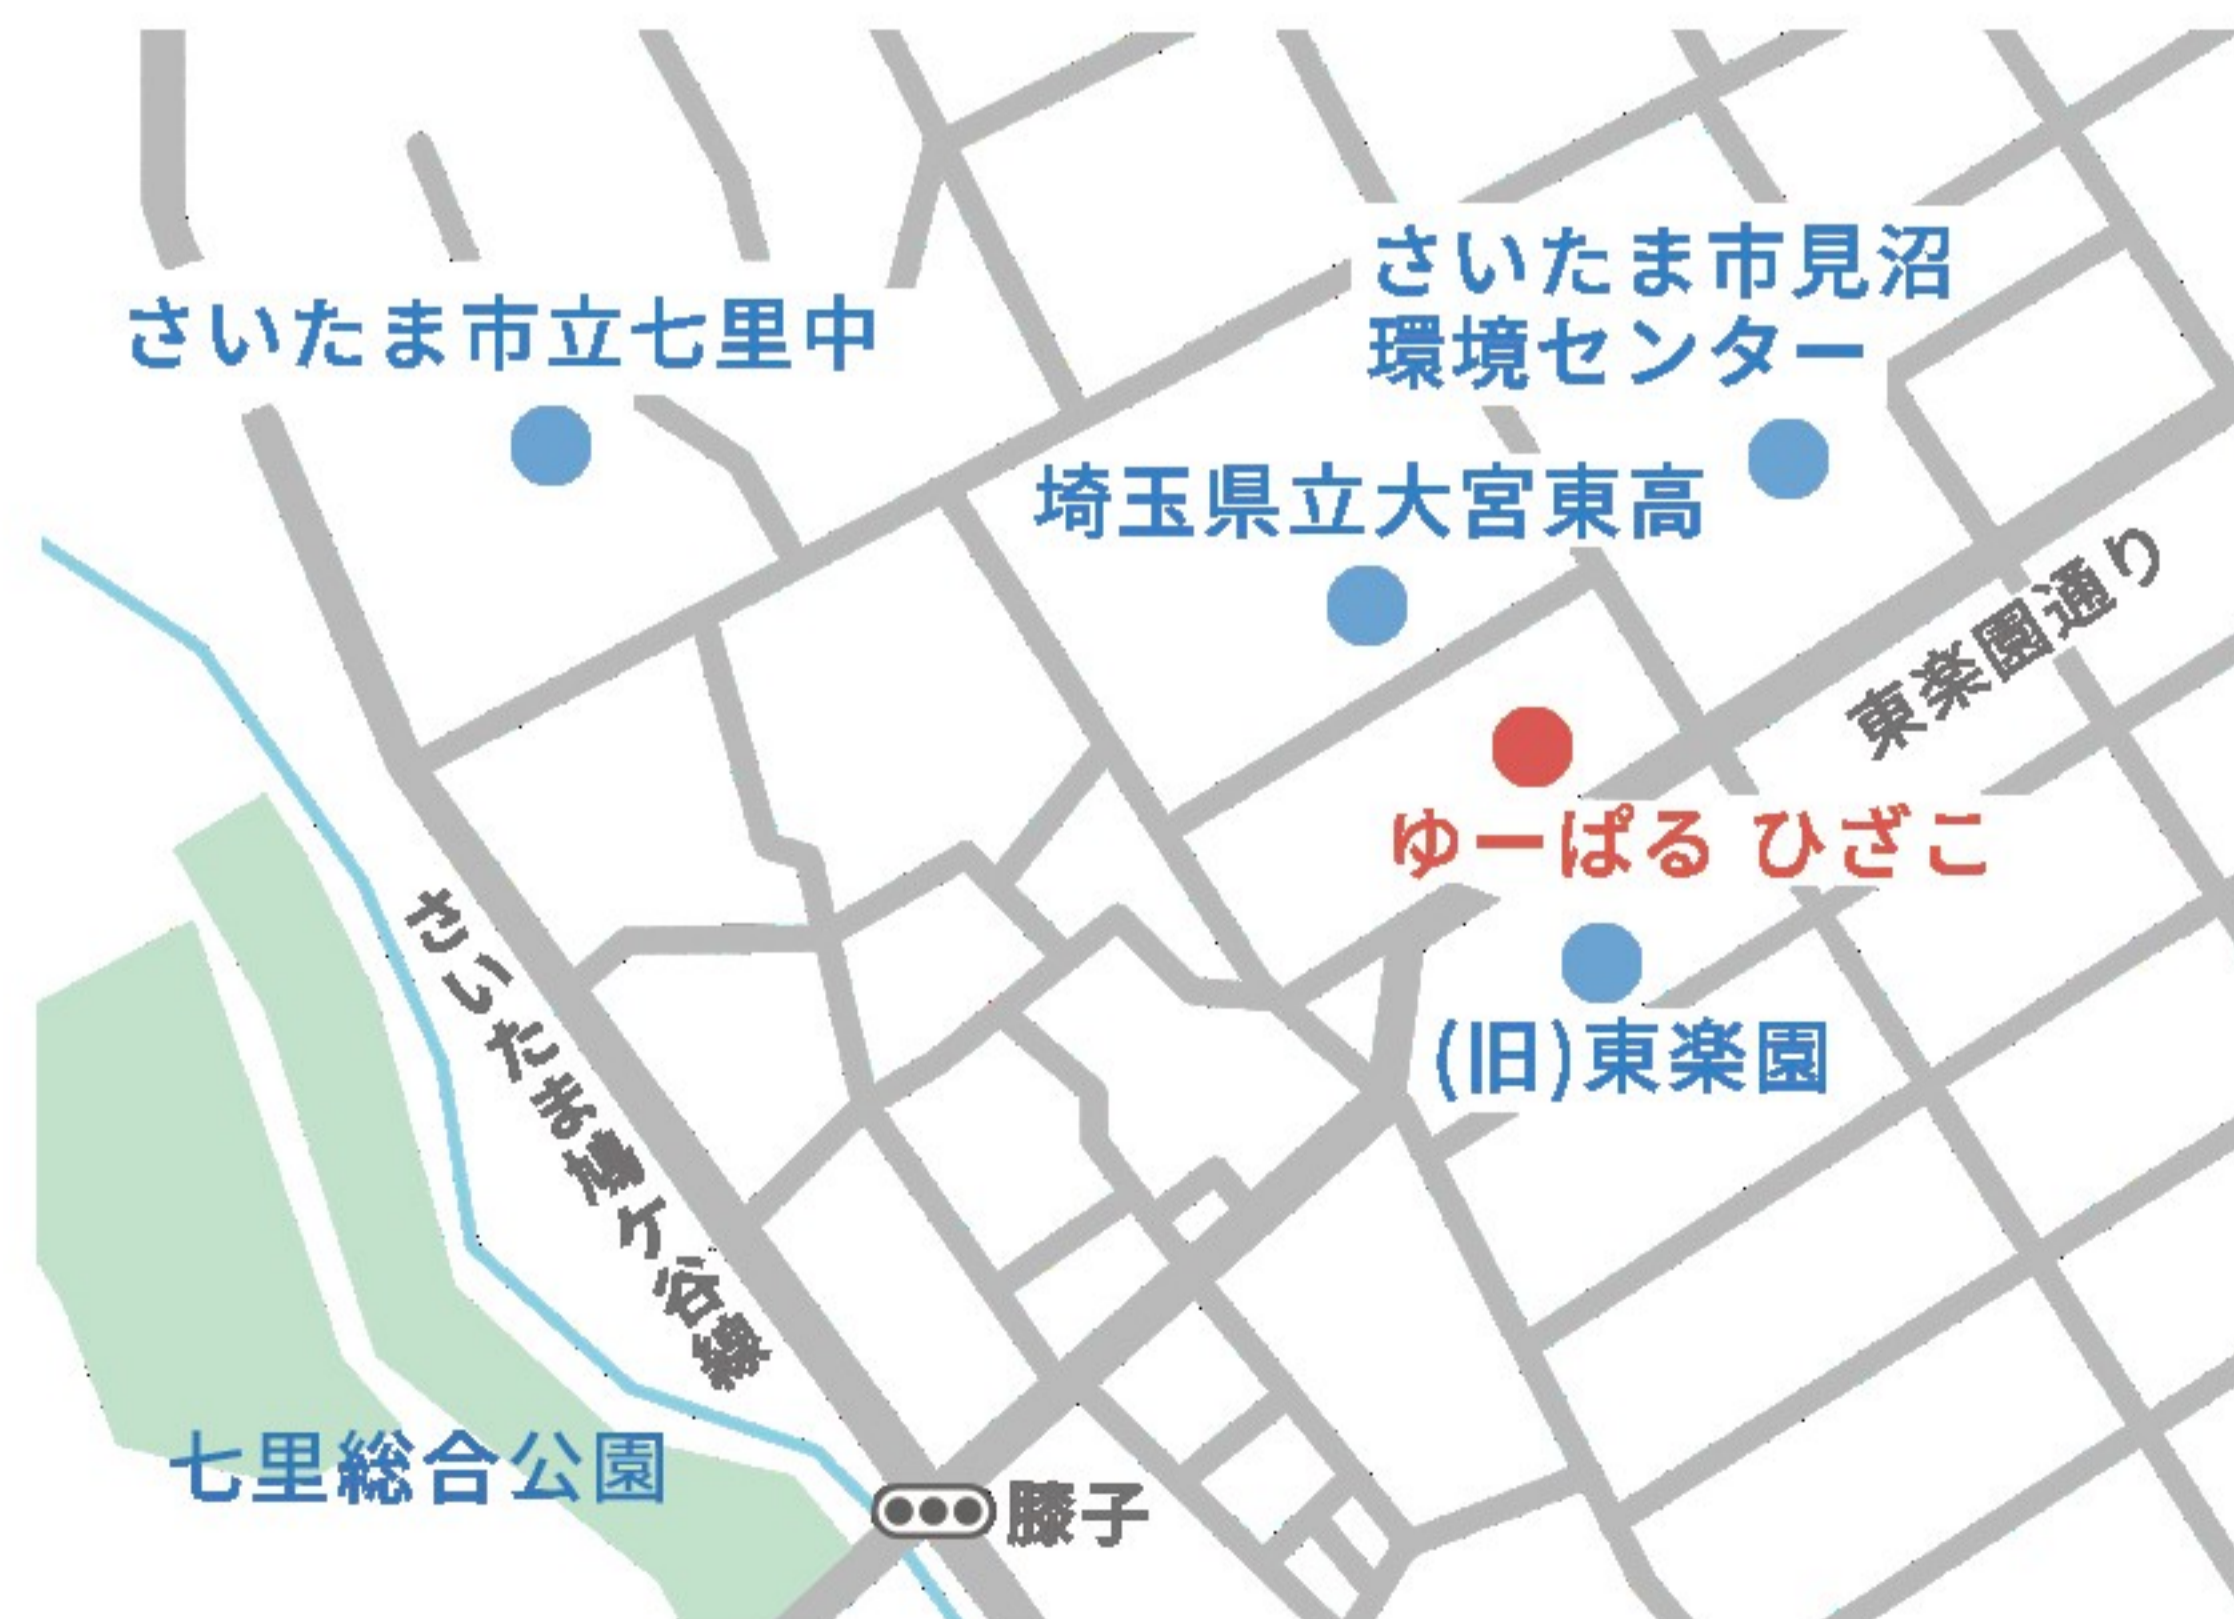 さいたま市見沼
環境センター
さいたま市立七里中
埼玉県立大宮東高
東楽園通り
ゆーぱる ひざこ
(旧)東楽園
さいたま鳩ヶ谷線
七里総合公園
膝子